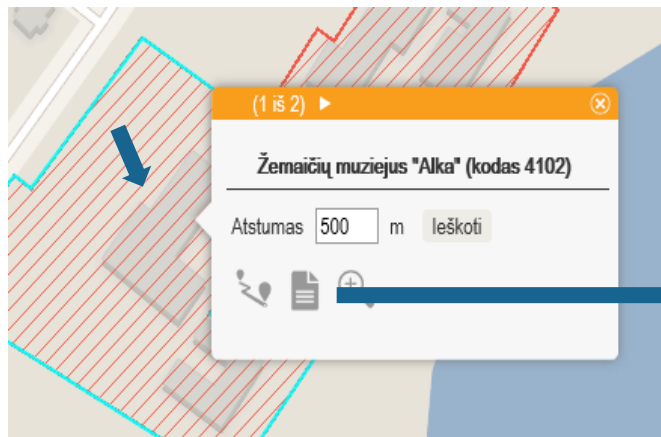 (1 iš 2)
Žemaičių muziejus "Alka" (kodas 4102)
Atstumas 500 m Ieškoti